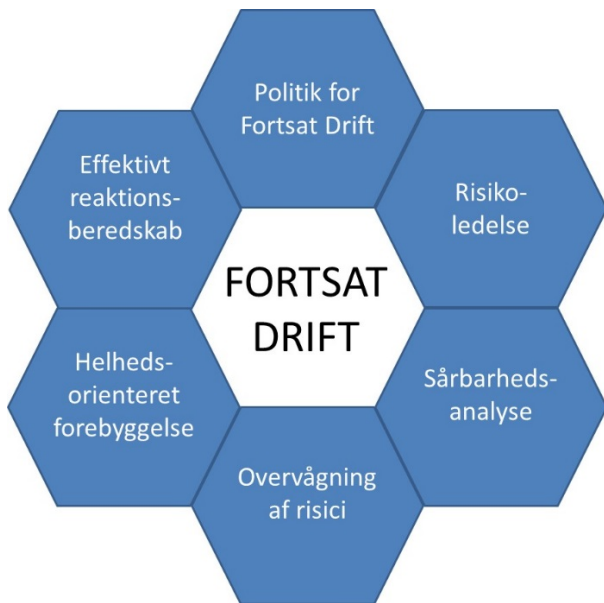 Politik for
Fortsat Drift
Risiko-
ledelse
Sårbarheds-
analyse
Overvågning
af risici
Helheds-
orienteret
forebyggelse
Effektivt
reaktions-
beredskab
FORTSAT
DRIFT